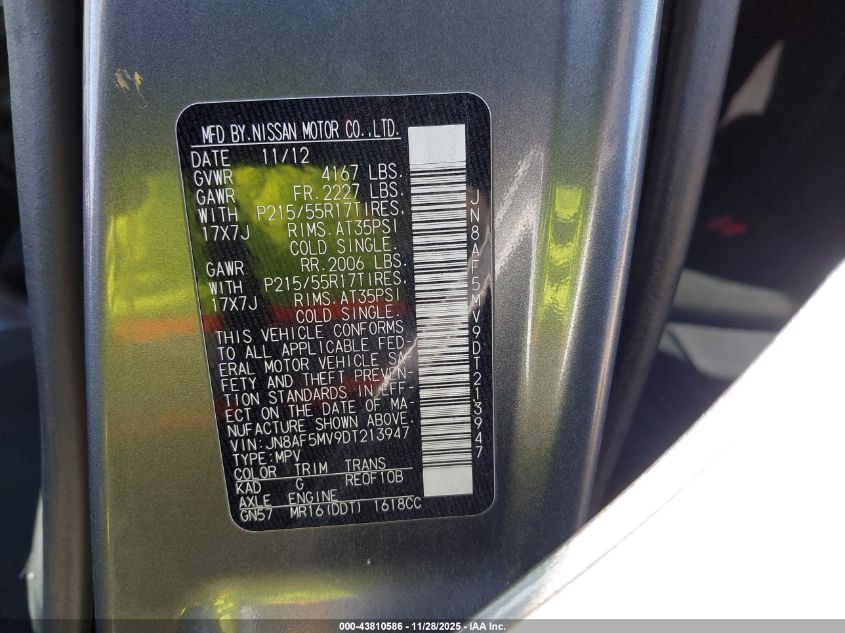 MFD BY.NISSAN MOTOR CO.,LTD.
DATE 11/12
GVWR 4167 LBS.
GAWR FR.2227 LBS.
WITH P215/55R17TIRES,
17X7J RIMS.AT35PSI
COLD SINGLE.
GAWR RR.2006 LBS.
WITH P215/55R17TIRES,
17X7J RIMS.AT35PSI
COLD SINGLE.
THIS VEHICLE CONFORMS
TO ALL APPLICABLE FED-
ERAL MOTOR VEHICLE SA-
FETY AND THEFT PREVEN-
TION STANDARDS IN EFF-
ECT ON THE DATE OF MA-
NUFACTURE SHOWN ABOVE.
VIN:JN8AF5MV9DT213947
TYPE:MPV
COLOR TRIM TRANS
KAD G RE0F10B
AXLE ENGINE
GN57 MR16(DDT) 1618CC
JN8AF5MV9DT213947
000-43810586 - 11/28/2025 - IAA Inc.